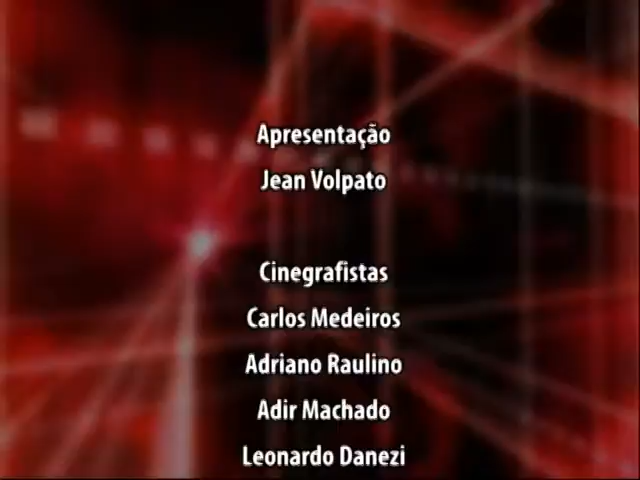 Apresentação
Jean Volpato
Cinegrafistas
Carlos Medeiros
Adriano Raulino
Adir Machado
Leonardo Danezi